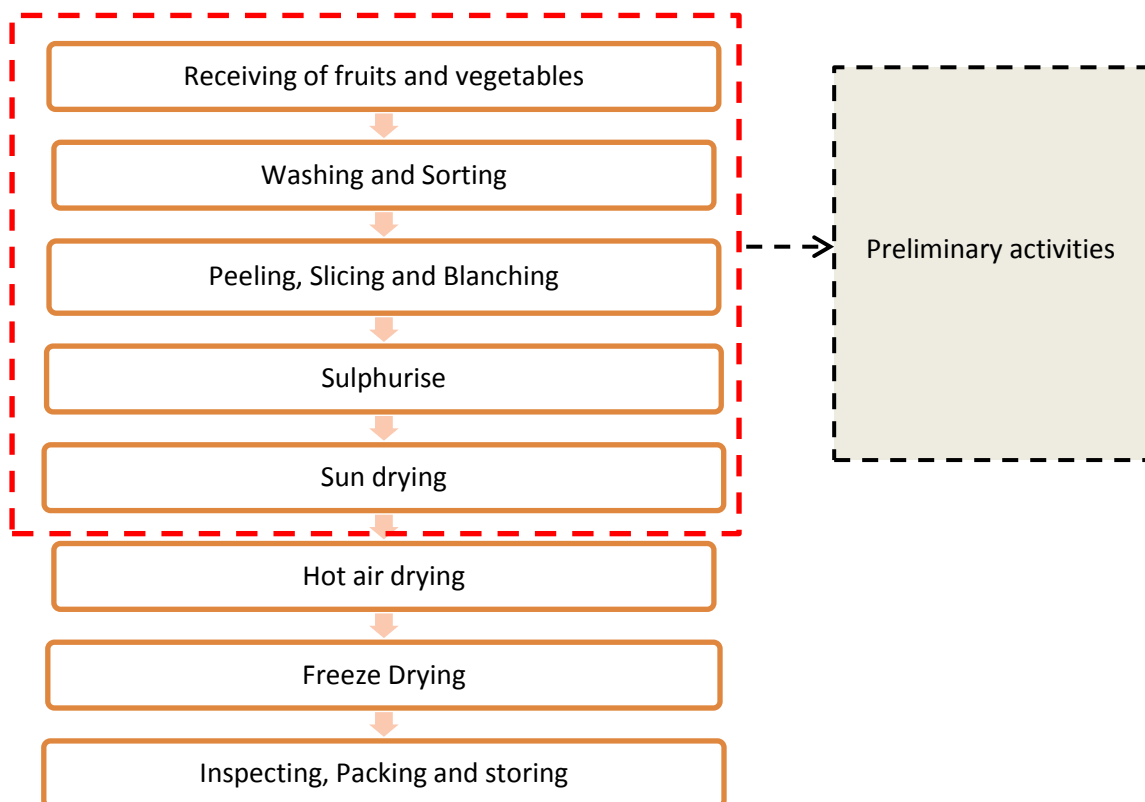 Receiving of fruits and vegetables
Washing and Sorting
Peeling, Slicing and Blanching
Sulphurise
Sun drying
Hot air drying
Freeze Drying
Inspecting, Packing and storing
Preliminary activities